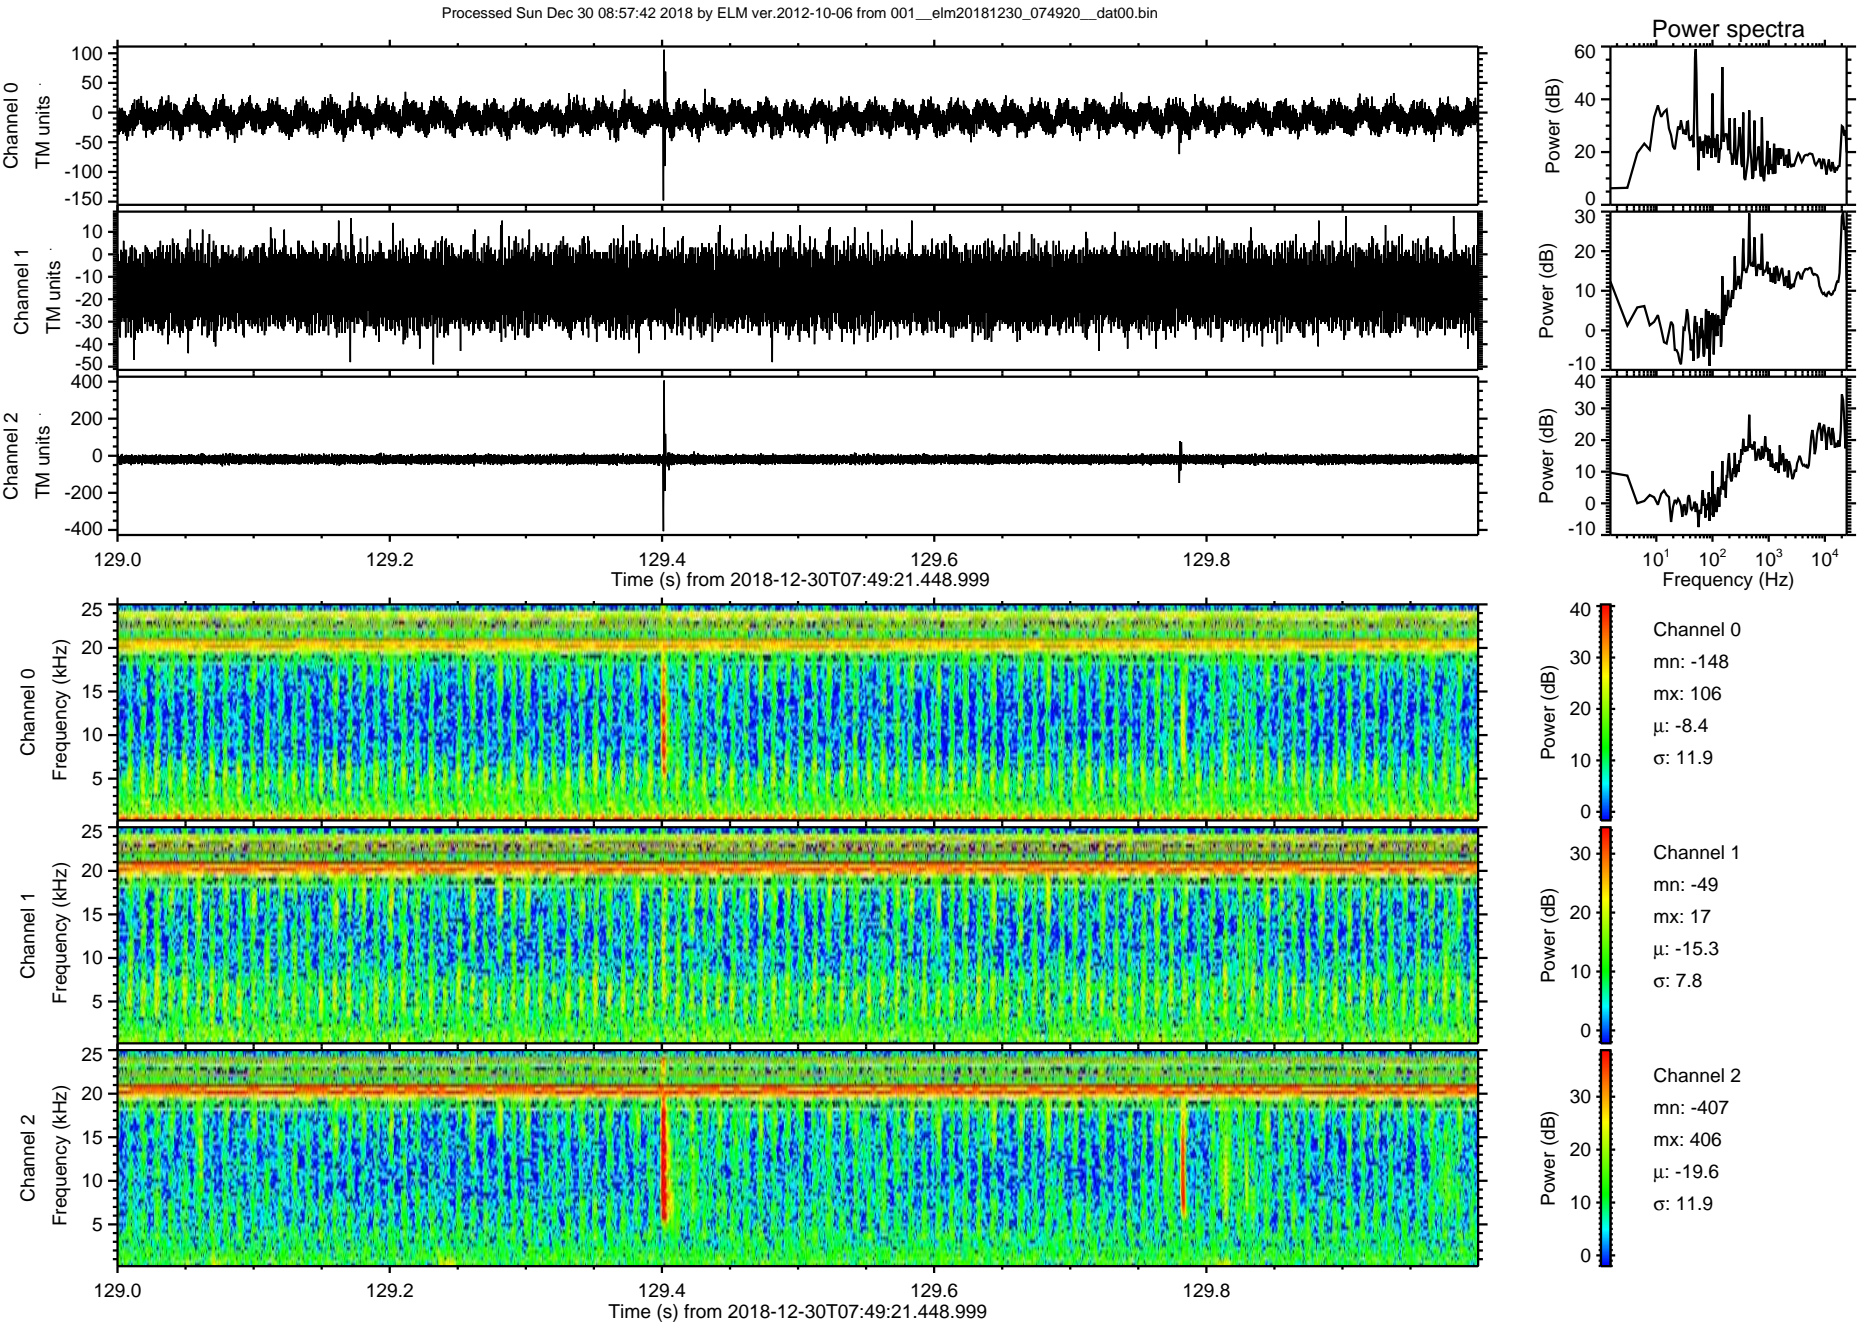 Processed Sun Dec 30 08:57:42 2018 by ELM ver.2012-10-06 from 001__elm20181230_074920__dat00.bin
Power spectra
Channel 0
TM units
100
50
0
-50
-100
-150
Power (dB)
60
40
20
0
Channel 1
TM units
10
0
-10
-20
-30
-40
-50
Power (dB)
30
20
10
0
-10
Channel 2
TM units
400
200
0
-200
-400
Power (dB)
40
30
20
10
0
-10
129.0 129.2 129.4 129.6 129.8
Time (s) from 2018-12-30T07:49:21.448.999
10^1 10^2 10^3 10^4
Frequency (Hz)
Channel 0
Frequency (kHz)
25
20
15
10
5
Power (dB)
40
30
20
10
0
Channel 0
mn: -148
mx: 106
μ: -8.4
σ: 11.9
Channel 1
Frequency (kHz)
25
20
15
10
5
Power (dB)
30
20
10
0
Channel 1
mn: -49
mx: 17
μ: -15.3
σ: 7.8
Channel 2
Frequency (kHz)
25
20
15
10
5
Power (dB)
30
20
10
0
Channel 2
mn: -407
mx: 406
μ: -19.6
σ: 11.9
129.0 129.2 129.4 129.6 129.8
Time (s) from 2018-12-30T07:49:21.448.999